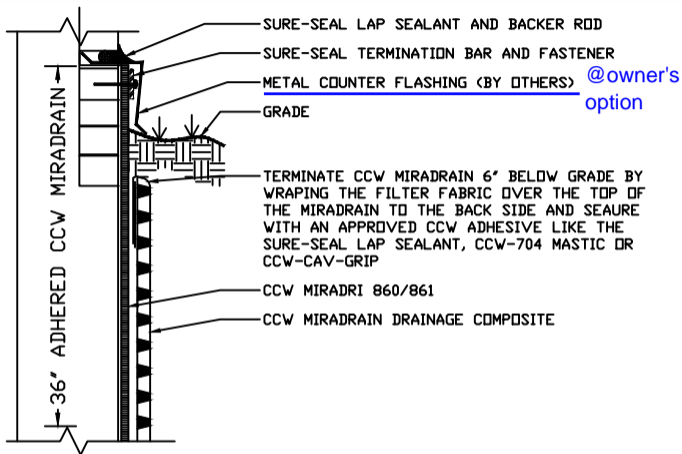 SURE-SEAL LAP SEALANT AND BACKER ROD
SURE-SEAL TERMINATION BAR AND FASTENER
METAL COUNTER FLASHING (BY OTHERS) @owner's
option
GRADE
TERMINATE CCW MIRADRAIN 6" BELOW GRADE BY
WRAPING THE FILTER FABRIC OVER THE TOP OF
THE MIRADRAIN TO THE BACK SIDE AND SEAURE
WITH AN APPROVED CCW ADHESIVE LIKE THE
SURE-SEAL LAP SEALANT, CCW-704 MASTIC OR
CCW-CAV-GRIP
CCW MIRADRI 860/861
CCW MIRADRAIN DRAINAGE COMPOSITE
36" ADHERED CCW MIRADRAIN